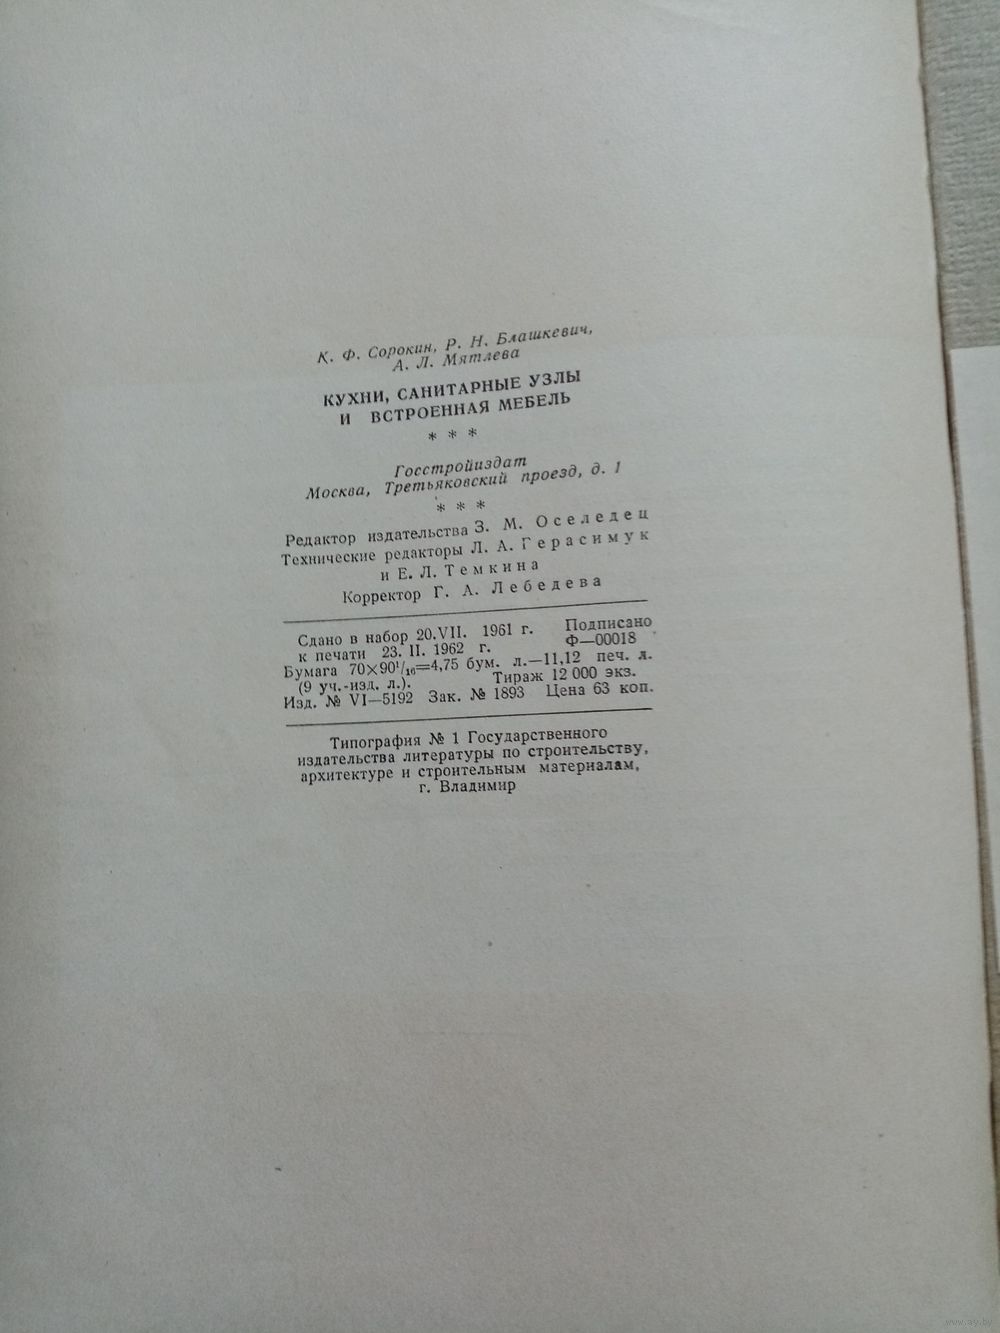 К. Ф. Сорокин, Р. Н. Блашкевич,
А. Л. Мятлева
КУХНИ, САНИТАРНЫЕ УЗЛЫ
И ВСТРОЕННАЯ МЕБЕЛЬ
* * *
Госстройиздат
Москва, Третьяковский проезд, д. 1
* * *
Редактор издательства З. М. Оселедец
Технические редакторы Л. А. Герасимук
и Е. Л. Темкина
Корректор Г. А. Лебедева
Сдано в набор 20.VII. 1961 г. Подписано
к печати 23. II. 1962 г. Ф—00018
Бумага 70×90¹/₁₆=4,75 бум. л.—11,12 печ. л.
(9 уч.-изд. л.). Тираж 12 000 экз.
Изд. № VI—5192 Зак. № 1893 Цена 63 коп.
Типография № 1 Государственного
издательства литературы по строительству,
архитектуре и строительным материалам,
г. Владимир
www.ay.by